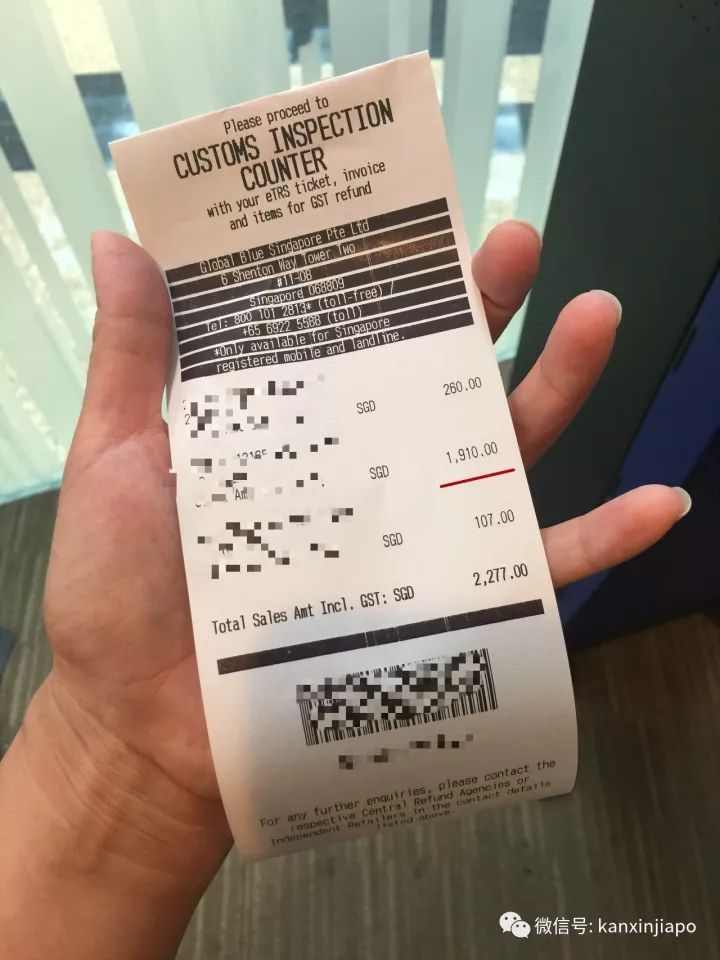 Please proceed to
CUSTOMS INSPECTION
COUNTER
with your eTRS ticket, invoice
and items for GST refund
Global Blue Singapore Pte Ltd
6 Shenton Way Tower Two
#11-08
Singapore 068809
Tel: 800 101 2813* (toll-free) /
+65 6922 5588 (toll)
*Only available for Singapore
registered mobile and landline.
SGD 260.00
SGD 1,910.00
Am
SGD 107.00
Total Sales Amt Incl. GST: SGD 2,277.00
For any further enquiries, please contact the
respective Central Refund Agencies or
Independent Retailers in the contact details
listed above.
微信号: kanxinjiapo